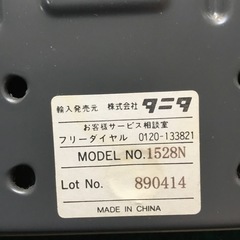 輸入発売元 株式会社 タニタ
お客様サービス相談室
フリーダイヤル 0120-133821
MODEL NO.1528N
Lot No. 890414
MADE IN CHINA